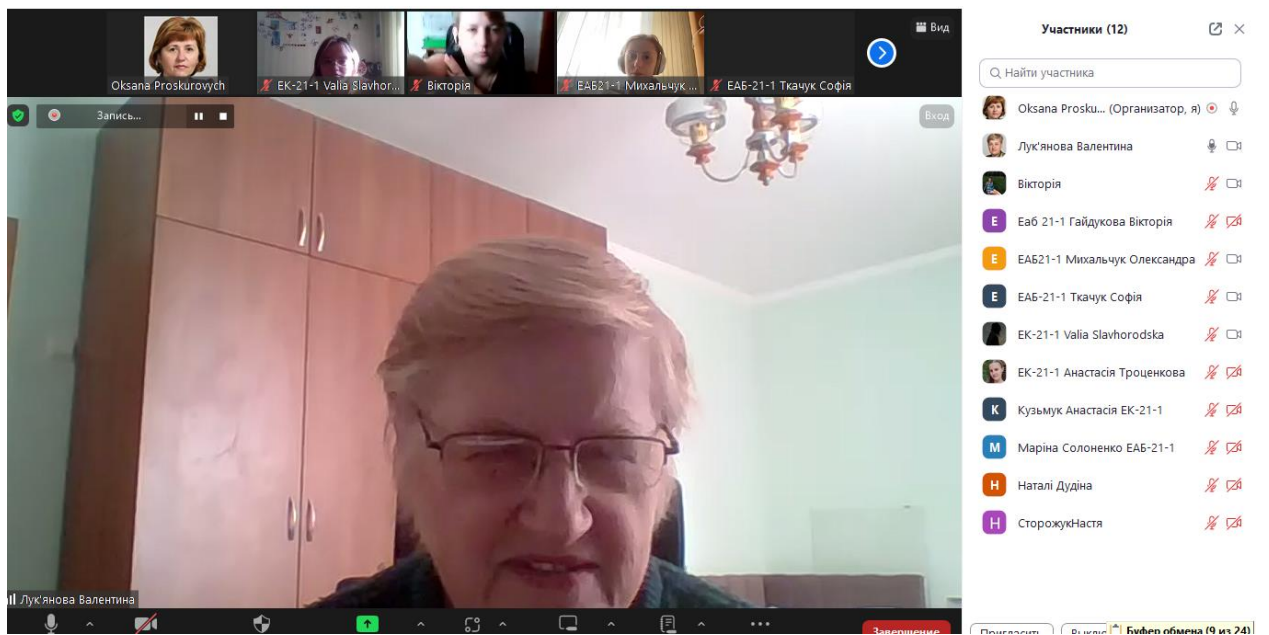 Вид
Oksana Proskurovych
EK-21-1 Valia Slavhor...
Вікторія
ЕАБ21-1 Михальчук ...
ЕАБ-21-1 Ткачук Софія
Запись...
Вход
Лук'янова Валентина
Завершение
Участники (12)
Найти участника
Oksana Prosku... (Организатор, я)
Лук'янова Валентина
Вікторія
E Еаб 21-1 Гайдукова Вікторія
E ЕАБ21-1 Михальчук Олександра
E ЕАБ-21-1 Ткачук Софія
EK-21-1 Valia Slavhorodska
ЕК-21-1 Анастасія Троценкова
К Кузьмук Анастасія ЕК-21-1
М Маріна Солоненко ЕАБ-21-1
Н Наталі Дудіна
Н СторожукНастя
Пригласить
Буфер обмена (9 из 24)